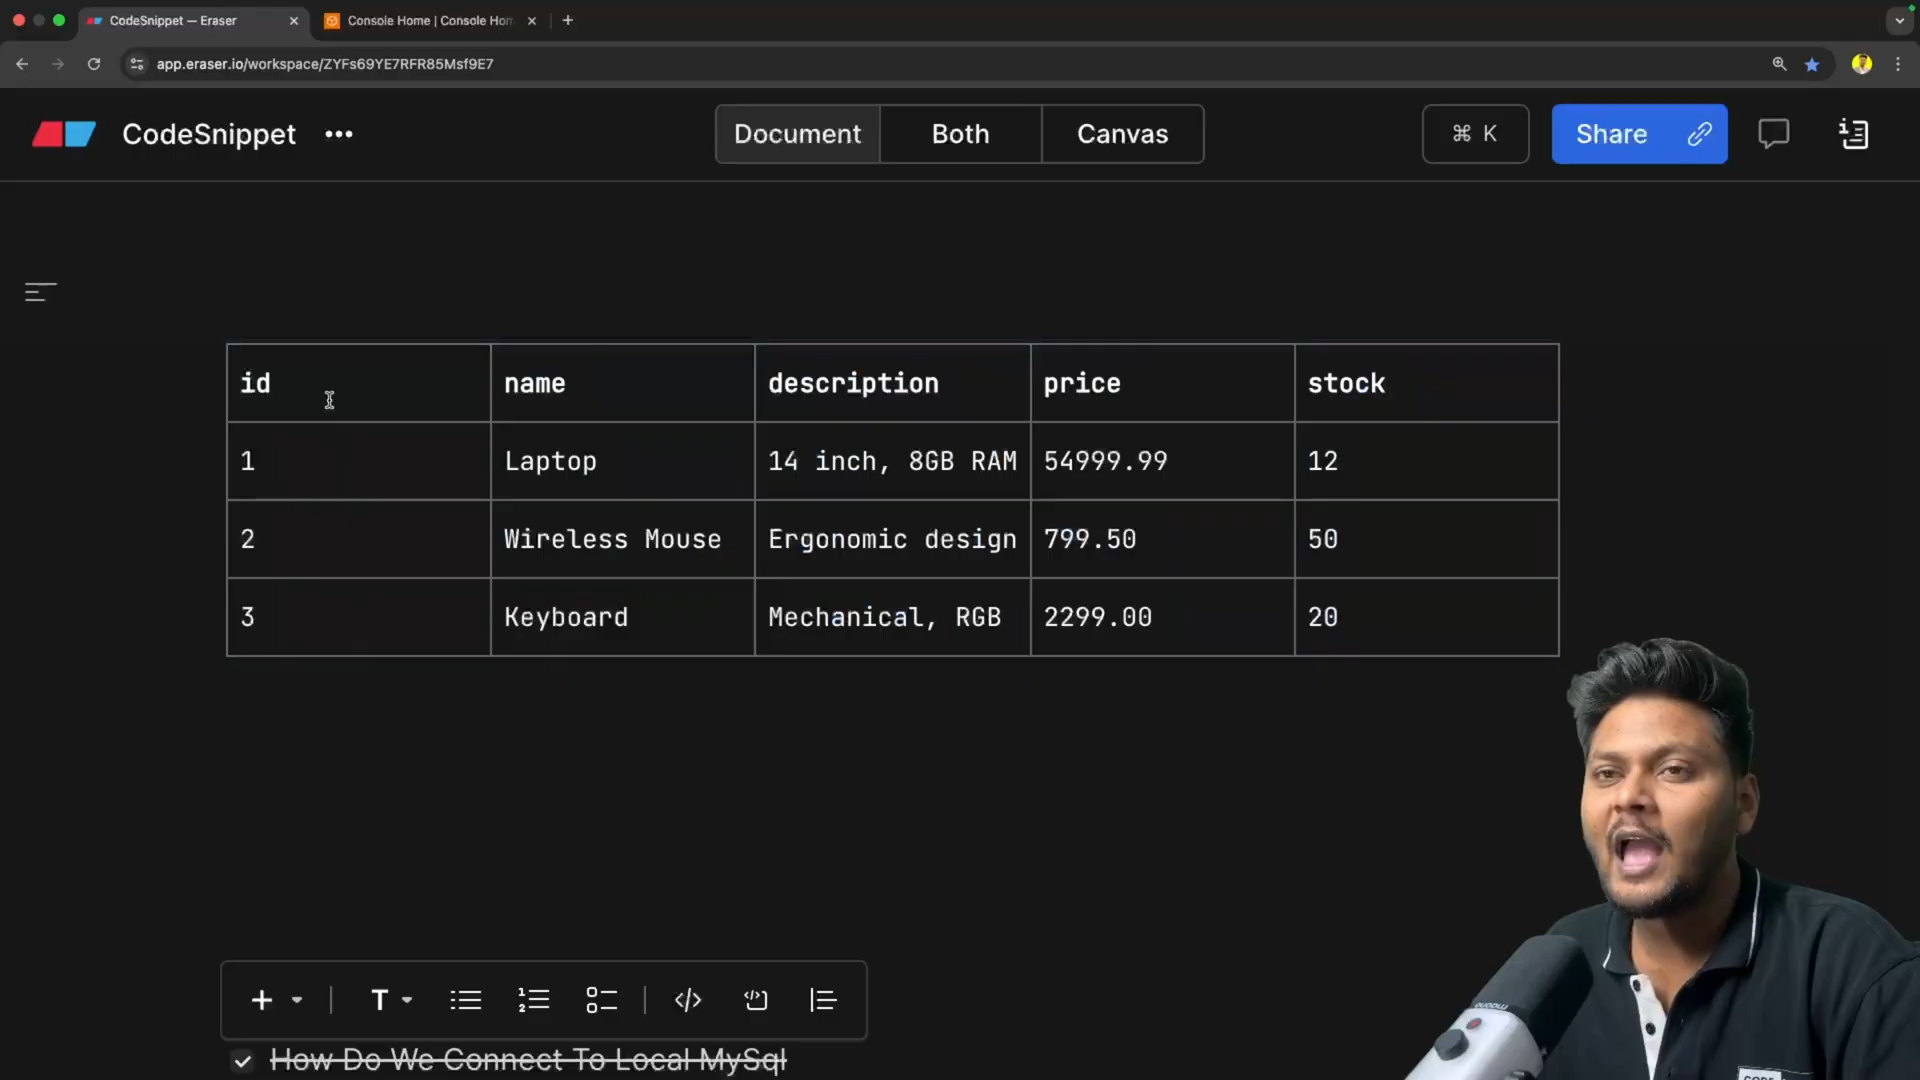 CodeSnippet — Eraser
Console Home | Console Hom
app.eraser.io/workspace/ZYFs69YE7RFR85Msf9E7
CodeSnippet
Document Both Canvas
⌘ K
Share
id name description price stock
1 Laptop 14 inch, 8GB RAM 54999.99 12
2 Wireless Mouse Ergonomic design 799.50 50
3 Keyboard Mechanical, RGB 2299.00 20
T
How Do We Connect To Local MySql
maono